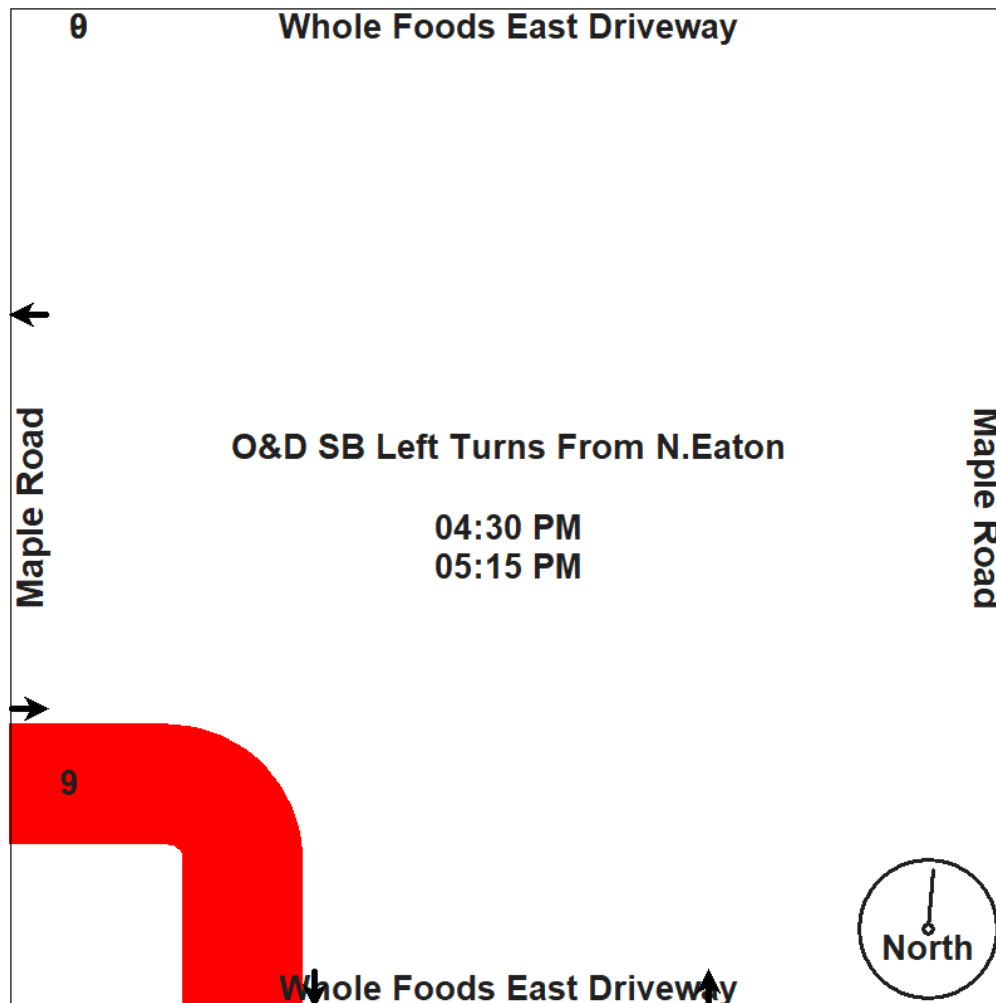 Whole Foods East Driveway
Maple Road
O&D SB Left Turns From N.Eaton
04:30 PM
05:15 PM
Maple Road
9
North
Whole Foods East Driveway